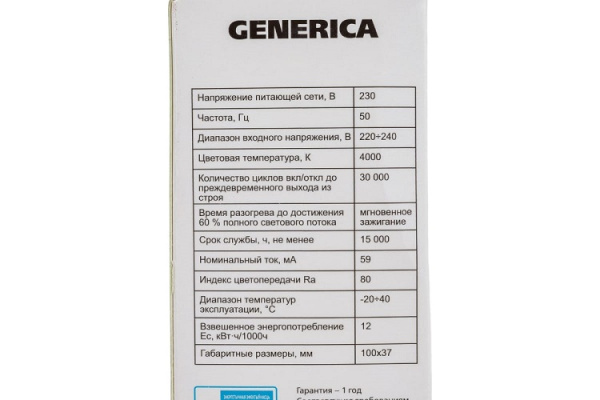 GENERICA
Напряжение питающей сети, В 230
Частота, Гц 50
Диапазон входного напряжения, В 220÷240
Цветовая температура, К 4000
Количество циклов вкл/откл до
преждевременного выхода из
строя 30 000
Время разогрева до достижения мгновенное
60 % полного светового потока зажигание
Срок службы, ч, не менее 15 000
Номинальный ток, мА 59
Индекс цветопередачи Ra 80
Диапазон температур
эксплуатации, °С -20÷40
Взвешенное энергопотребление
Ес, кВт·ч/1000ч 12
Габаритные размеры, мм 100х37
Гарантия – 1 год